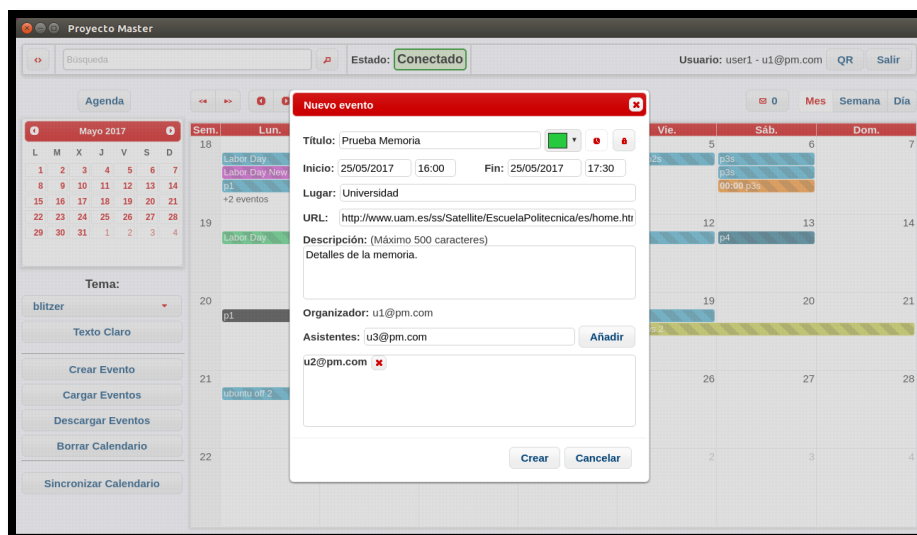 Proyecto Master
Búsqueda
Estado: Conectado
Usuario: user1 - u1@pm.com QR Salir
Agenda
0 Mes Semana Día
Mayo 2017
L M X J V S D
1 2 3 4 5 6 7
8 9 10 11 12 13 14
15 16 17 18 19 20 21
22 23 24 25 26 27 28
29 30 31 1 2 3 4
Tema:
blitzer
Texto Claro
Crear Evento
Cargar Eventos
Descargar Eventos
Borrar Calendario
Sincronizar Calendario
Sem. Lun. Vie. Sáb. Dom.
18 5 6 7
Labor Day p3s
Labor Day New p3s
p1 00:00 p3s
+2 eventos
19 12 13 14
Labor Day p4
20 19 20 21
p1
21 26 27 28
ubuntu off 2
22 2 3 4
Nuevo evento
Título: Prueba Memoria
Inicio: 25/05/2017 16:00 Fin: 25/05/2017 17:30
Lugar: Universidad
URL: http://www.uam.es/ss/Satellite/EscuelaPolitecnica/es/home.htm
Descripción: (Máximo 500 caracteres)
Detalles de la memoria.
Organizador: u1@pm.com
Asistentes: u3@pm.com Añadir
u2@pm.com
Crear Cancelar